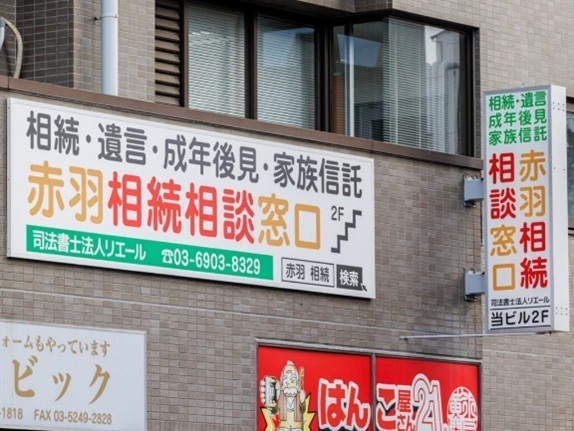 相続・遺言・成年後見・家族信託
赤羽相続相談窓口
2F
司法書士法人リエール ☎03-6903-8329
赤羽 相続 検索
相続・遺言
成年後見
家族信託
赤羽相続
相談窓口
司法書士法人リエール
当ビル2F
ォームもやっています
ビック
-1818 FAX 03-5249-2828
はんこ屋さん21